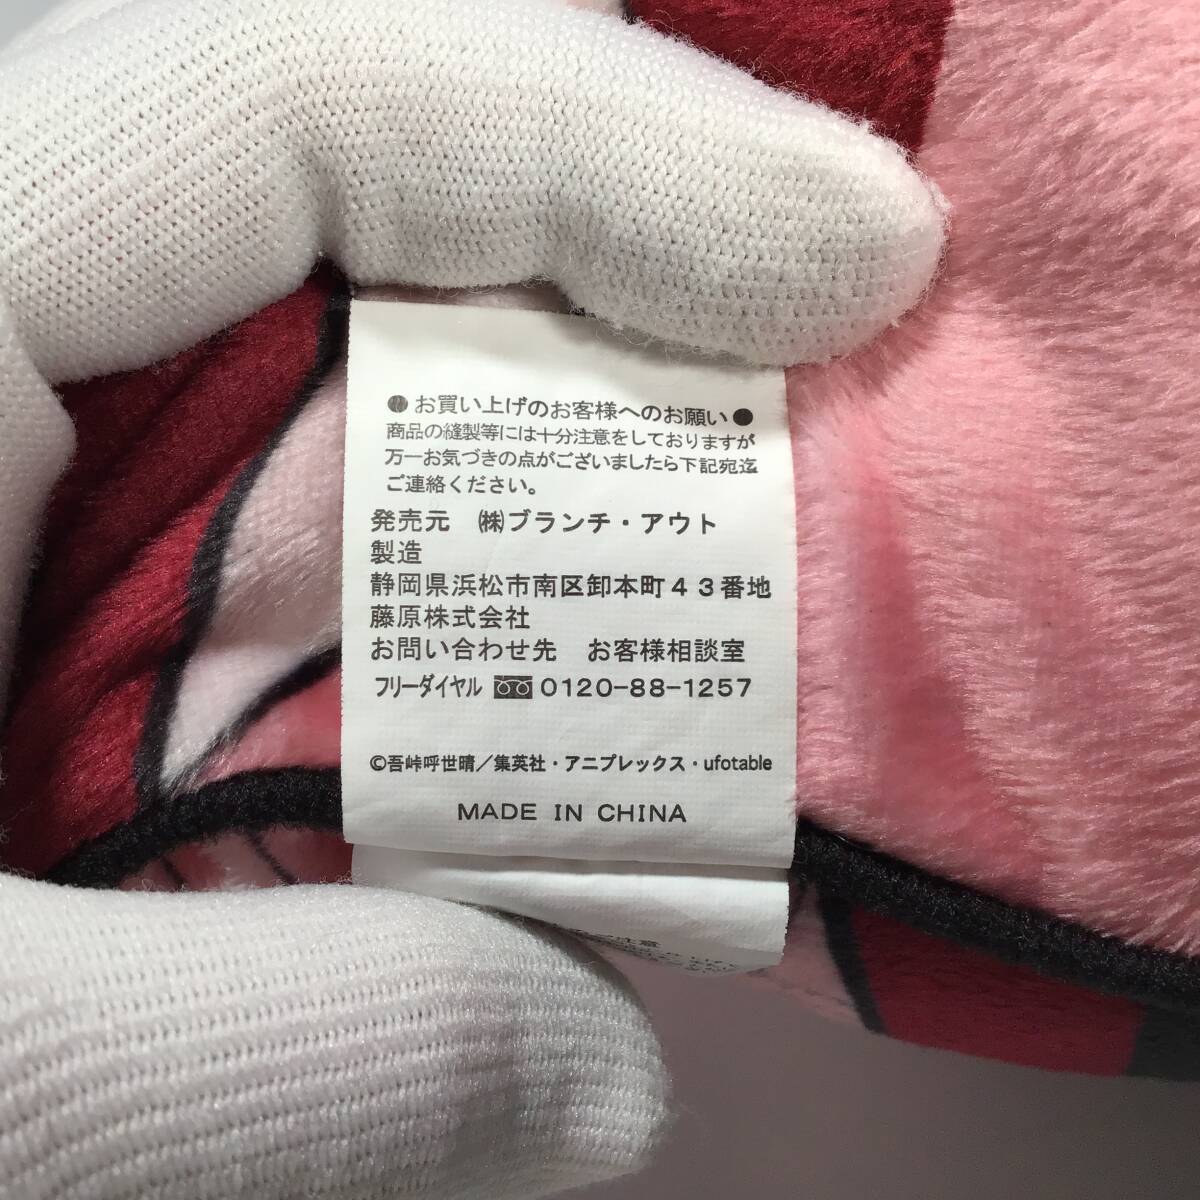 ●お買い上げのお客様へのお願い●
商品の縫製等には十分注意をしておりますが
万一お気づきの点がございましたら下記宛迄
ご連絡ください。
発売元 ㈱ブランチ・アウト
製造
静岡県浜松市南区卸本町43番地
藤原株式会社
お問い合わせ先 お客様相談室
フリーダイヤル 0120-88-1257
©吾峠呼世晴／集英社・アニプレックス・ufotable
MADE IN CHINA
注意